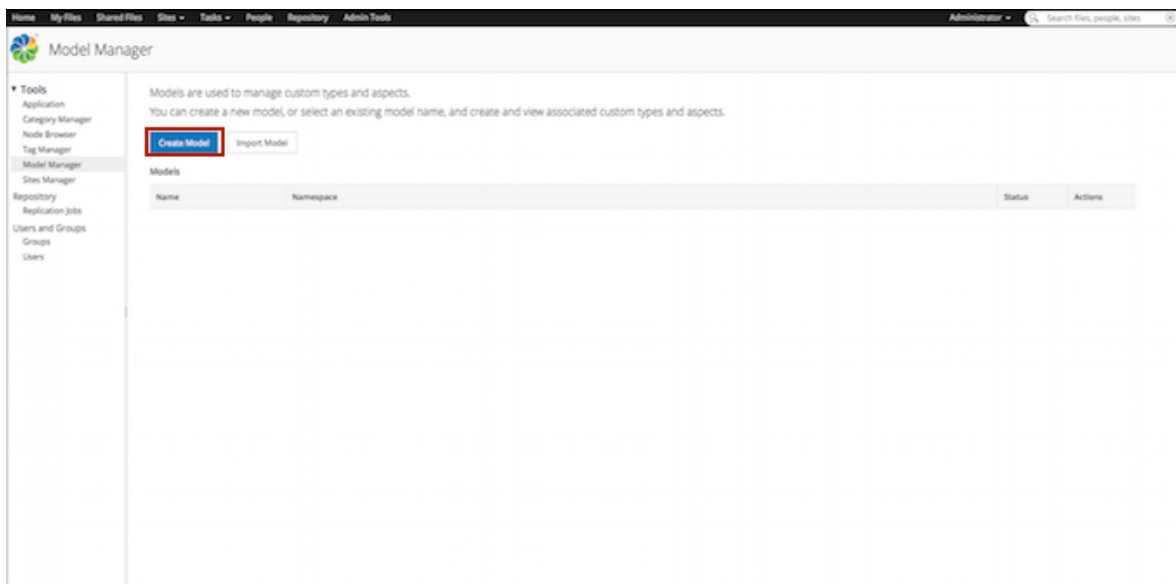 Home My Files Shared Files Sites Tasks People Repository Admin Tools Administrator Search files, people, sites
Model Manager
Tools
Application
Category Manager
Node Browser
Tag Manager
Model Manager
Sites Manager
Repository
Replication Jobs
Users and Groups
Groups
Users
Models are used to manage custom types and aspects.
You can create a new model, or select an existing model name, and create and view associated custom types and aspects.
Create Model Import Model
Models
Name Namespace Status Actions